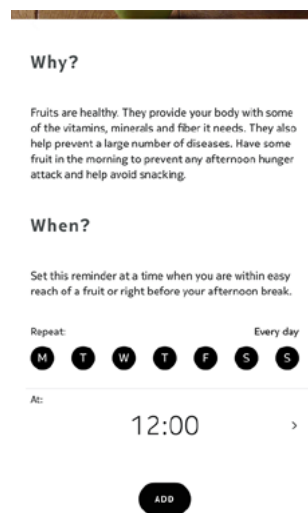 Why?
Fruits are healthy. They provide your body with some
of the vitamins, minerals and fiber it needs. They also
help prevent a large number of diseases. Have some
fruit in the morning to prevent any afternoon hunger
attack and help avoid snacking.
When?
Set this reminder at a time when you are within easy
reach of a fruit or right before your afternoon break.
Repeat: Every day
M T W T F S S
At:
12:00 >
ADD